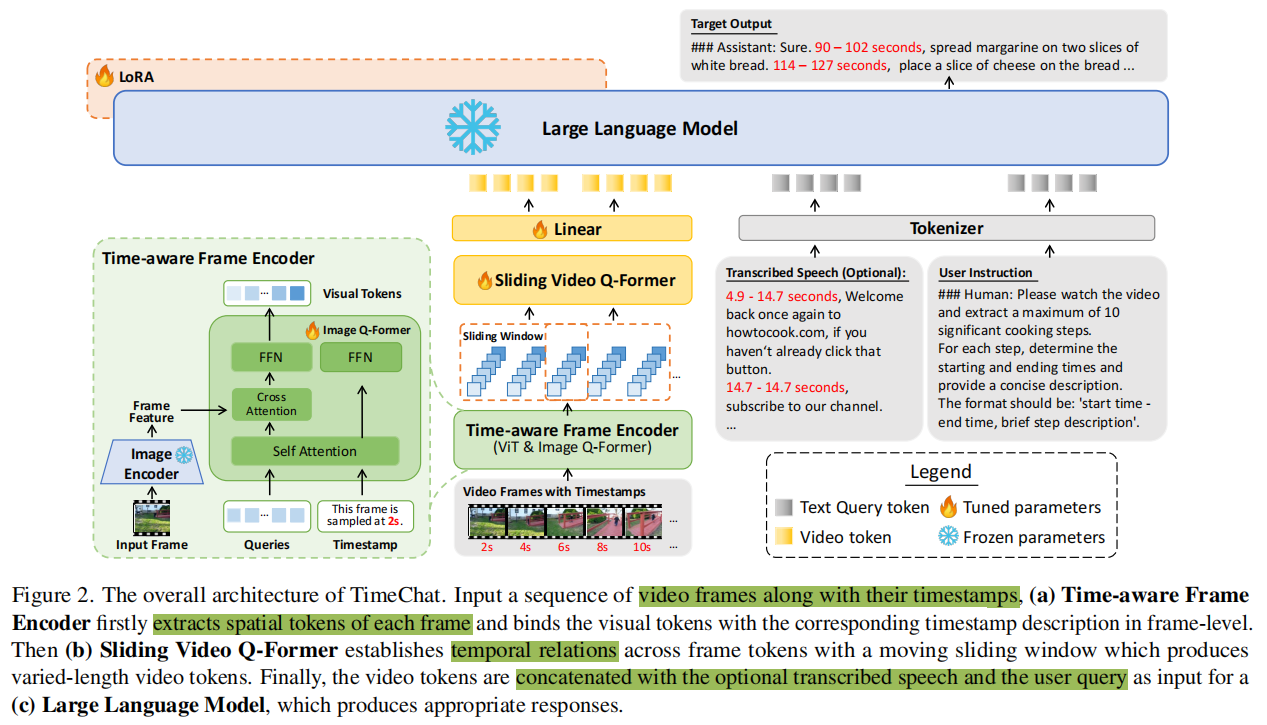 Target Output
### Assistant: Sure. 90 – 102 seconds, spread margarine on two slices of
white bread. 114 – 127 seconds, place a slice of cheese on the bread ...
LoRA
Large Language Model
Linear
Tokenizer
Sliding Video Q-Former
Sliding Window
...
Time-aware Frame Encoder
(ViT & Image Q-Former)
Video Frames with Timestamps
...
2s 4s 6s 8s 10s ...
Time-aware Frame Encoder
... Visual Tokens
Image Q-Former
FFN FFN
Cross
Attention
Frame
Feature
Self Attention
Image
Encoder
...
This frame is
sampled at 2s.
Input Frame Queries Timestamp
Transcribed Speech (Optional):
4.9 - 14.7 seconds, Welcome
back once again to
howtocook.com, if you
haven't already click that
button.
14.7 - 14.7 seconds,
subscribe to our channel.
...
User Instruction
### Human: Please watch the video
and extract a maximum of 10
significant cooking steps.
For each step, determine the
starting and ending times and
provide a concise description.
The format should be: 'start time -
end time, brief step description'.
Legend
Text Query token Tuned parameters
Video token Frozen parameters
Figure 2. The overall architecture of TimeChat. Input a sequence of video frames along with their timestamps, (a) Time-aware Frame
Encoder firstly extracts spatial tokens of each frame and binds the visual tokens with the corresponding timestamp description in frame-level.
Then (b) Sliding Video Q-Former establishes temporal relations across frame tokens with a moving sliding window which produces
varied-length video tokens. Finally, the video tokens are concatenated with the optional transcribed speech and the user query as input for a
(c) Large Language Model, which produces appropriate responses.